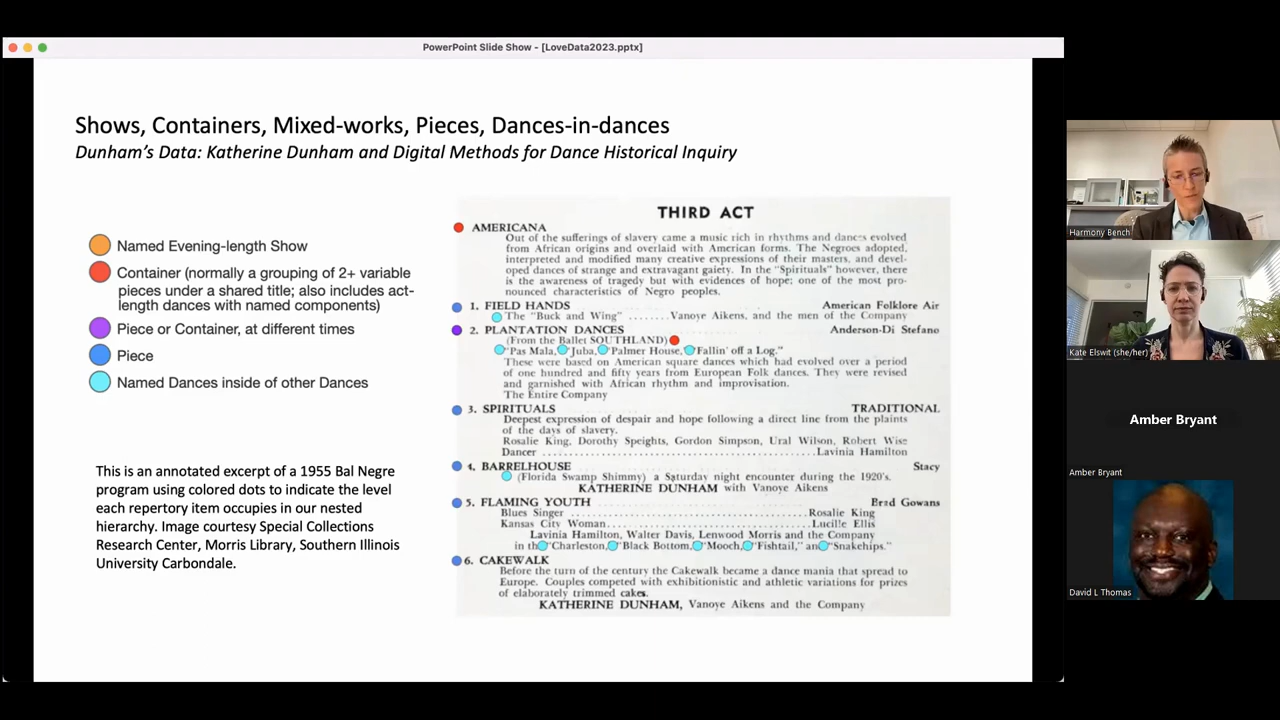 PowerPoint Slide Show - [LoveData2023.pptx]
Shows, Containers, Mixed-works, Pieces, Dances-in-dances
Dunham's Data: Katherine Dunham and Digital Methods for Dance Historical Inquiry
Named Evening-length Show
Container (normally a grouping of 2+ variable
pieces under a shared title; also includes act-
length dances with named components)
Piece or Container, at different times
Piece
Named Dances inside of other Dances
This is an annotated excerpt of a 1955 Bal Negre
program using colored dots to indicate the level
each repertory item occupies in our nested
hierarchy. Image courtesy Special Collections
Research Center, Morris Library, Southern Illinois
University Carbondale.
THIRD ACT
AMERICANA
Out of the sufferings of slavery came a music rich in rhythms and dances evolved
from African origins and overlaid with American forms. The Negroes adopted,
interpreted and modified many creative expressions of their masters, and devel-
oped dances of strange and extravagant gaiety. In the "Spirituals" however, there
is the awareness of tragedy but with evidences of hope; one of the most pro-
nounced characteristics of Negro peoples.
1. FIELD HANDS American Folklore Air
The "Buck and Wing" ....... Vanoye Aikens, and the men of the Company
2. PLANTATION DANCES Anderson-Di Stefano
(From the Ballet SOUTHLAND)
"Pas Mala, Juba, "Palmer House, "Fallin' off a Log."
These were based on American square dances which had evolved over a period
of one hundred and fifty years from European Folk dances. They were revised
and garnished with African rhythm and improvisation.
The Entire Company
3. SPIRITUALS TRADITIONAL
Deepest expression of despair and hope following a direct line from the plaints
of the days of slavery.
Rosalie King, Dorothy Speights, Gordon Simpson, Ural Wilson, Robert Wise
Dancer ............................................................ Lavinia Hamilton
4. BARRELHOUSE Stacy
(Florida Swamp Shimmy) a Saturday night encounter during the 1920's.
KATHERINE DUNHAM with Vanoye Aikens
5. FLAMING YOUTH Brad Gowans
Blues Singer ................................................ Rosalie King
Kansas City Woman........................................ Lucille Ellis
Lavinia Hamilton, Walter Davis, Lenwood Morris and the Company
in th "Charleston, "Black Bottom, "Mooch, "Fishtail," an "Snakehips."
6. CAKEWALK
Before the turn of the century the Cakewalk became a dance mania that spread to
Europe. Couples competed with exhibitionistic and athletic variations for prizes
of elaborately trimmed cakes.
KATHERINE DUNHAM, Vanoye Aikens and the Company
Harmony Bench
Kate Elswit (she/her)
Amber Bryant
Amber Bryant
David L Thomas